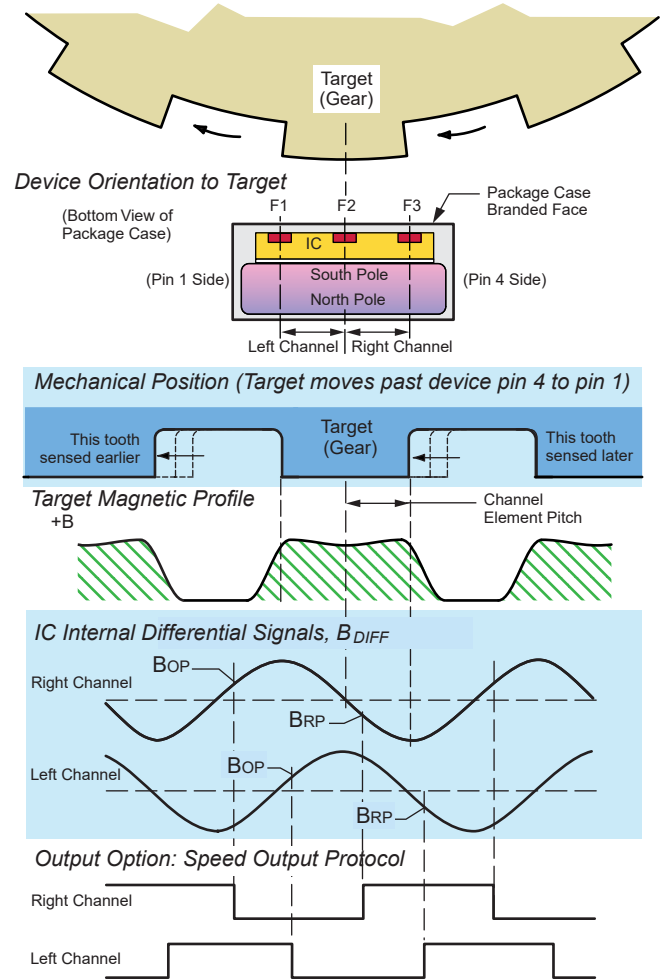 Target
(Gear)
Device Orientation to Target
(Bottom View of
Package Case)
F1 F2 F3
Package Case
Branded Face
IC
(Pin 1 Side)
South Pole
North Pole
(Pin 4 Side)
Left Channel Right Channel
Mechanical Position (Target moves past device pin 4 to pin 1)
This tooth
sensed earlier
Target
(Gear)
This tooth
sensed later
Target Magnetic Profile
+B
Channel
Element Pitch
IC Internal Differential Signals, BDIFF
Right Channel
BOP
BRP
Left Channel
BOP
BRP
Output Option: Speed Output Protocol
Right Channel
Left Channel